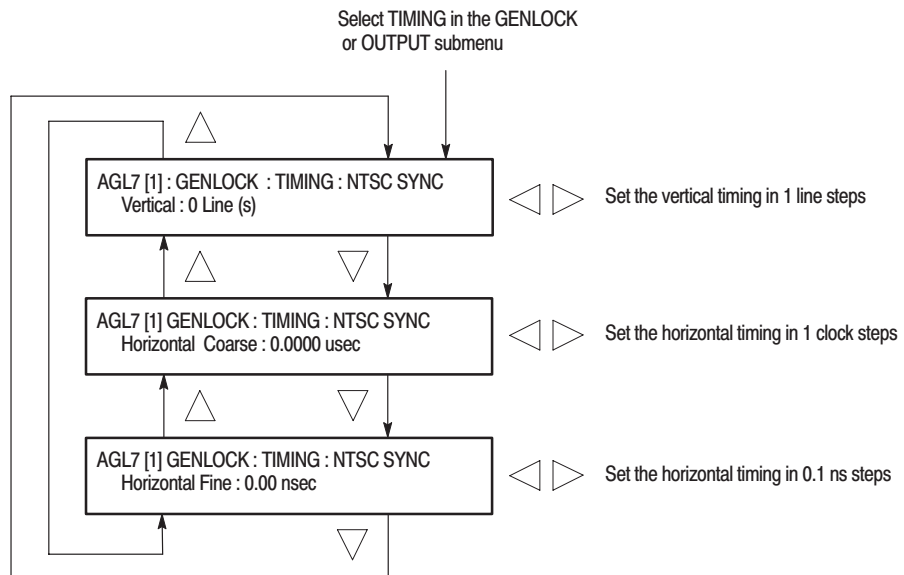 Select TIMING in the GENLOCK
or OUTPUT submenu
AGL7 [1] : GENLOCK : TIMING : NTSC SYNC
Vertical : 0 Line (s)
Set the vertical timing in 1 line steps
AGL7 [1] GENLOCK : TIMING : NTSC SYNC
Horizontal Coarse : 0.0000 usec
Set the horizontal timing in 1 clock steps
AGL7 [1] GENLOCK : TIMING : NTSC SYNC
Horizontal Fine : 0.00 nsec
Set the horizontal timing in 0.1 ns steps